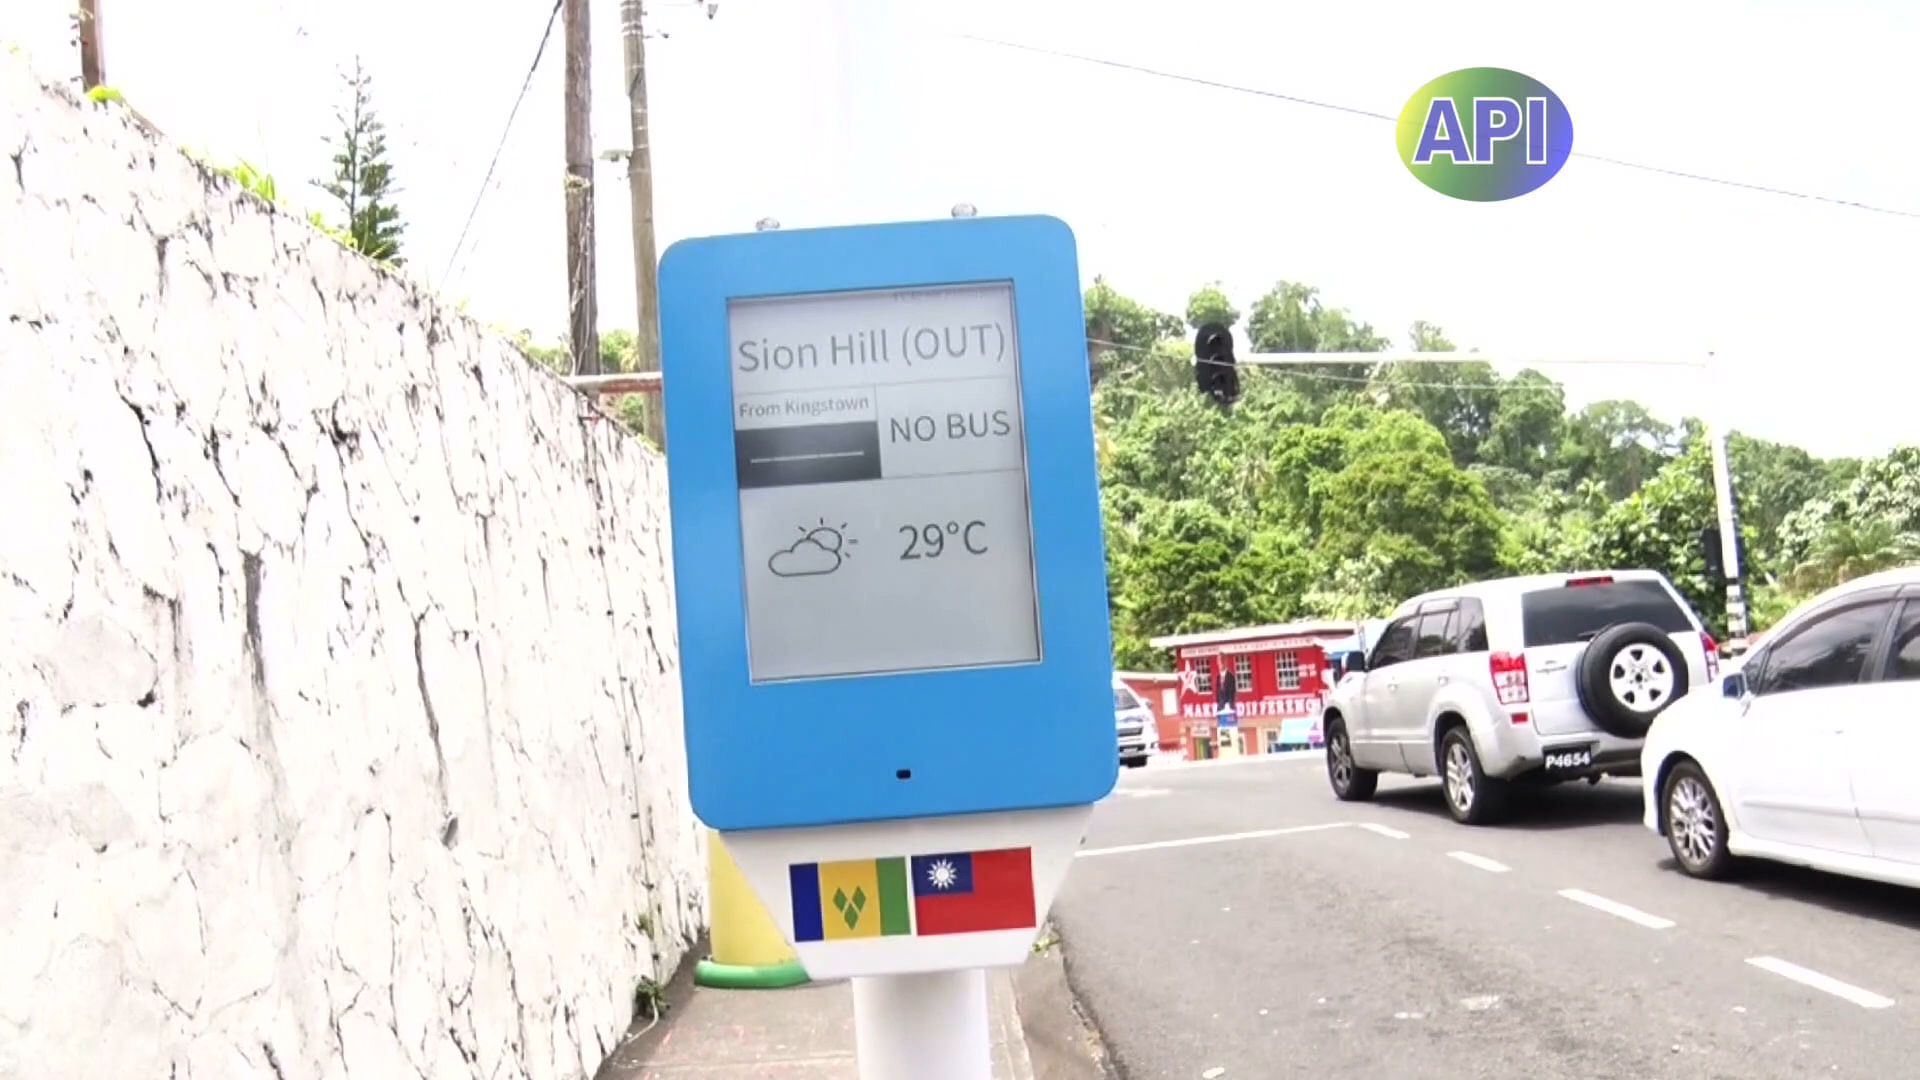 API
Sion Hill (OUT)
From Kingstown
NO BUS
29°C
MAKE A DIFFERENCE
P4654